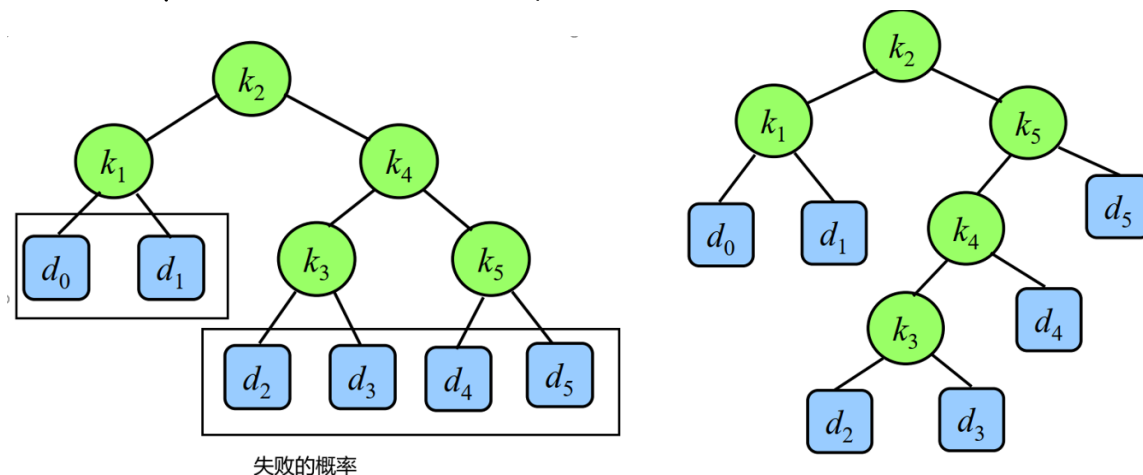 k₂
k₁ k₄
d₀ d₁ k₃ k₅
d₂ d₃ d₄ d₅
失败的概率
k₂
k₁ k₅
d₀ d₁ k₄ d₅
k₃ d₄
d₂ d₃